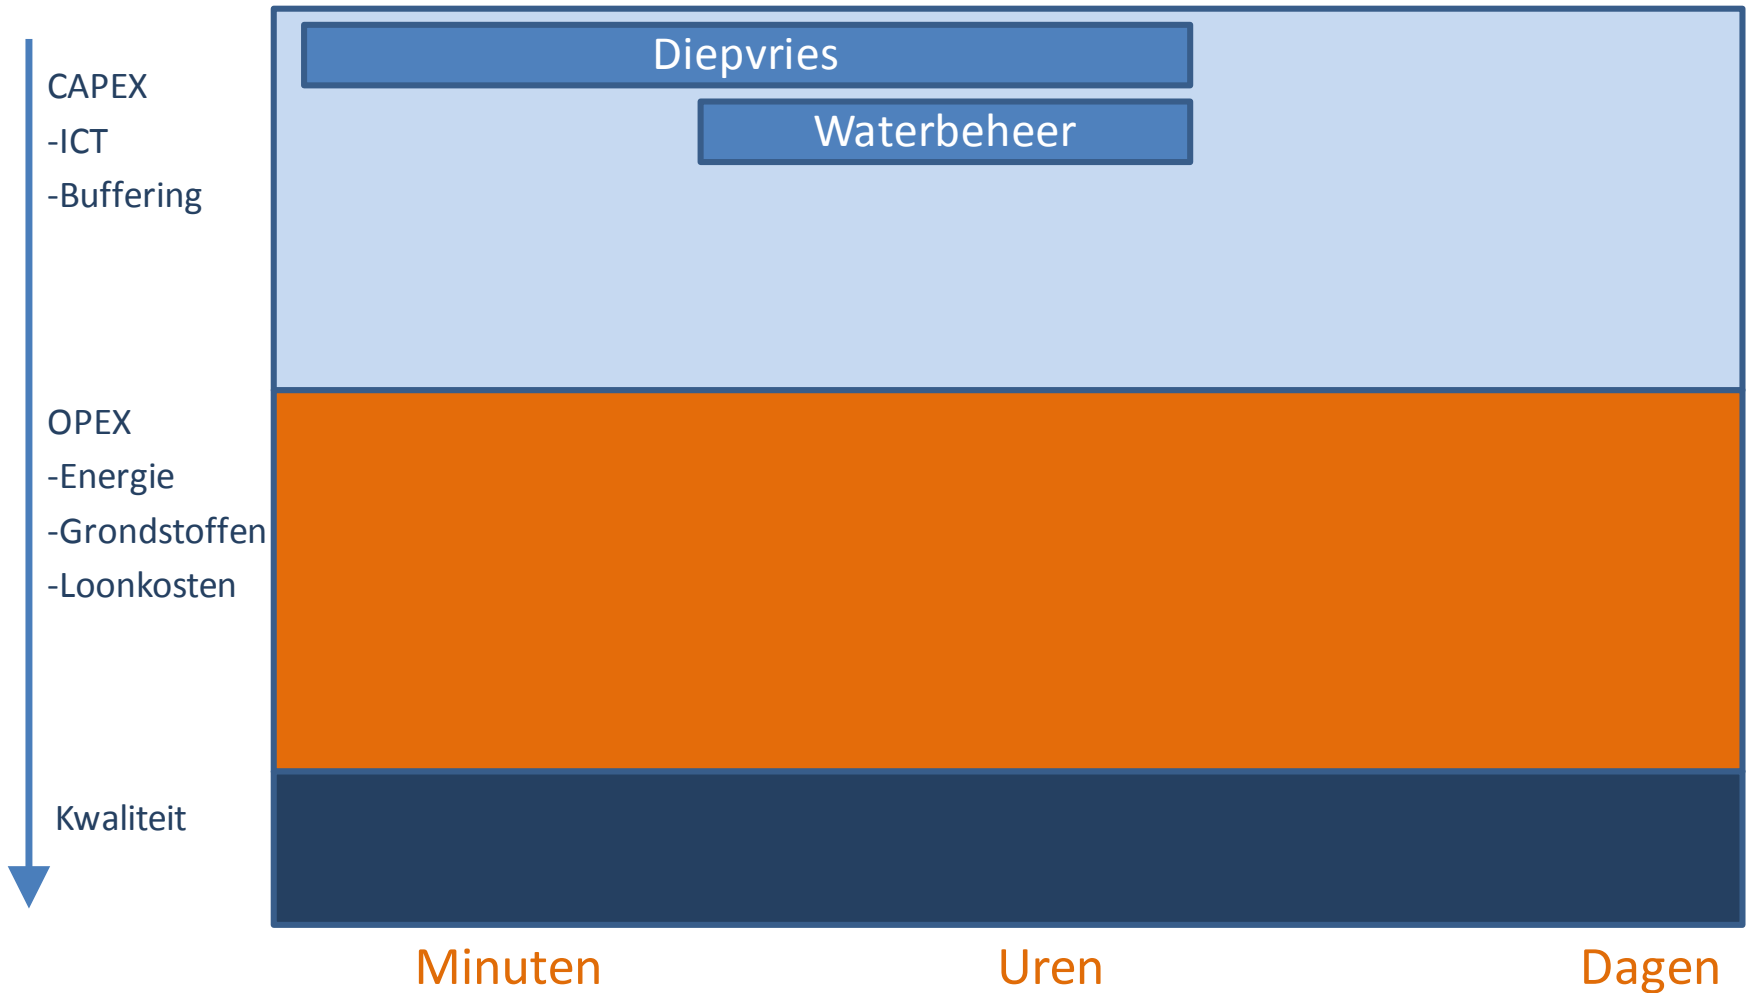 Diepvries
Waterbeheer
CAPEX
-ICT
-Buffering
OPEX
-Energie
-Grondstoffen
-Loonkosten
Kwaliteit
Minuten
Uren
Dagen